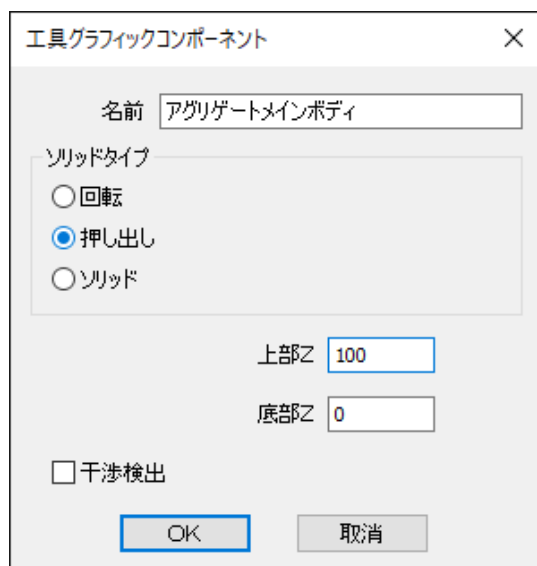 工具グラフィックコンポーネント
名前 アグリゲートメインボディ
ソリッドタイプ
回転
押し出し
ソリッド
上部Z 100
底部Z 0
干渉検出
OK 取消